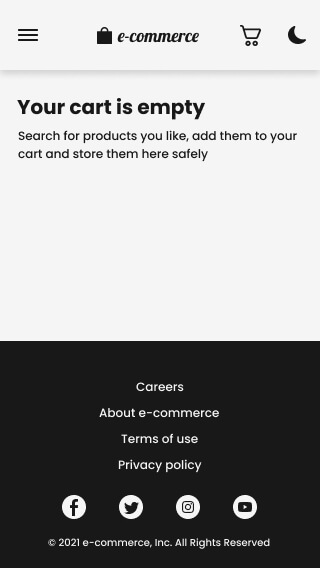 e-commerce
Your cart is empty
Search for products you like, add them to your
cart and store them here safely
Careers
About e-commerce
Terms of use
Privacy policy
© 2021 e-commerce, Inc. All Rights Reserved